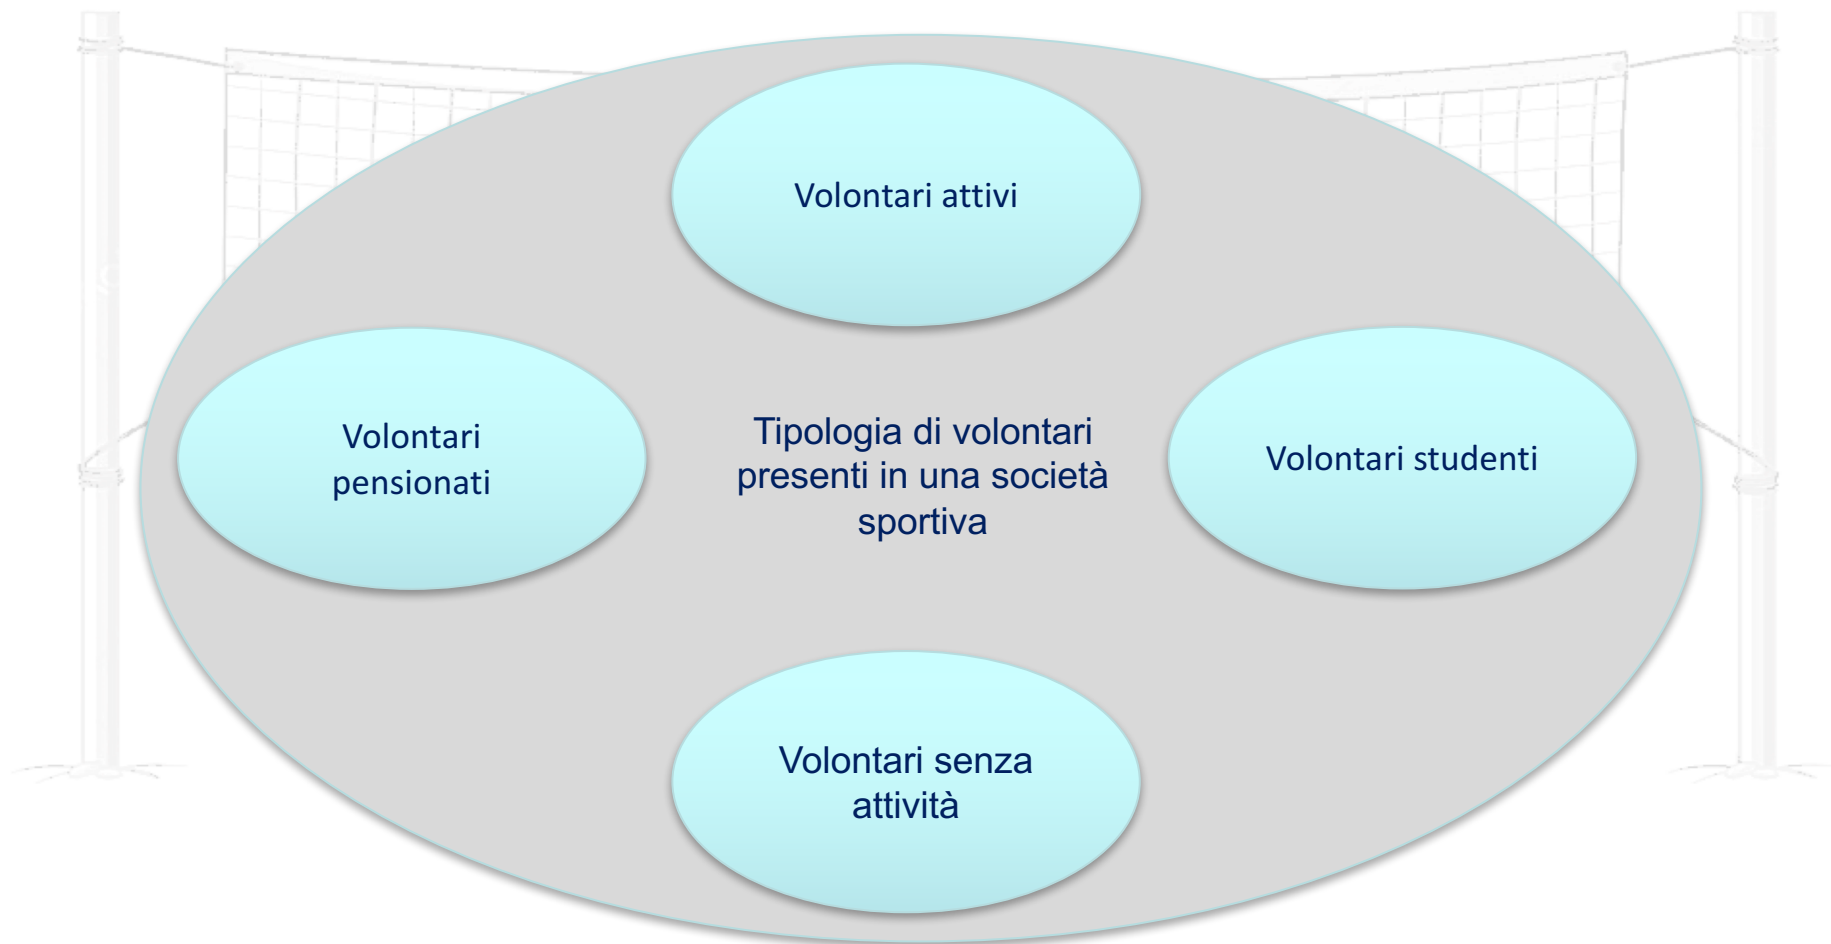 Volontari attivi
Volontari
pensionati
Tipologia di volontari
presenti in una società
sportiva
Volontari studenti
Volontari senza
attività